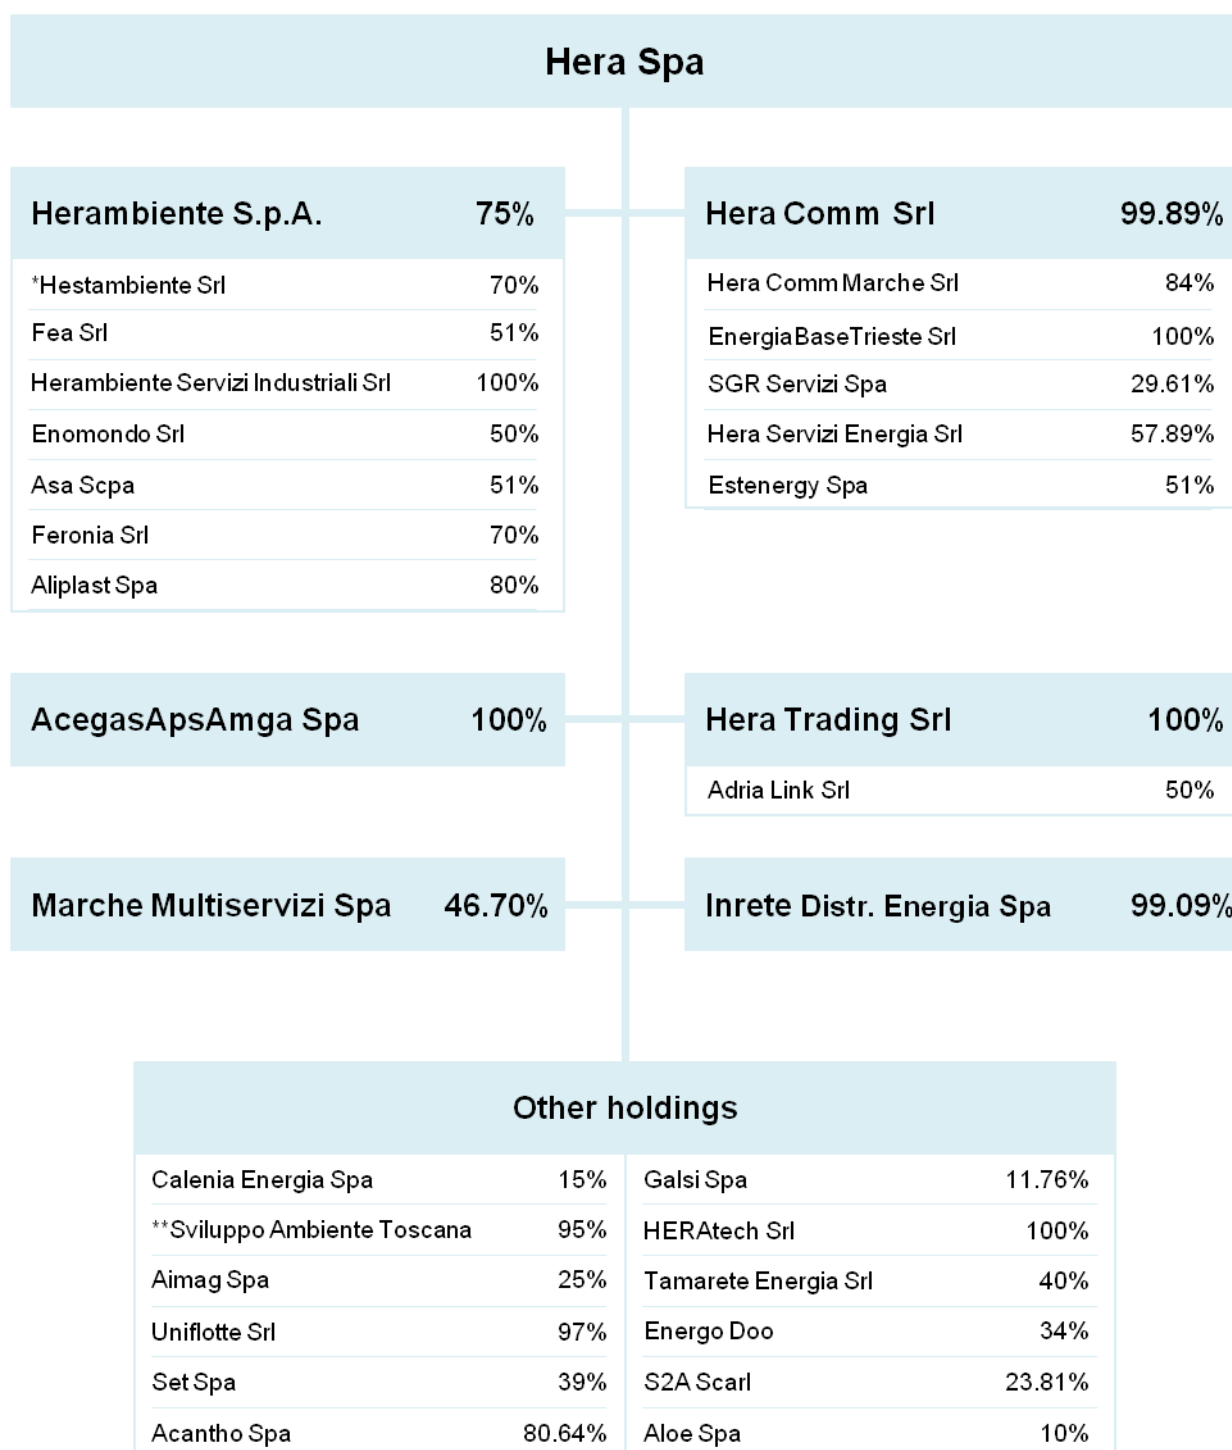 Hera Spa
Herambiente S.p.A. 75%
*Hestambiente Srl 70%
Fea Srl 51%
Herambiente Servizi Industriali Srl 100%
Enomondo Srl 50%
Asa Scpa 51%
Feronia Srl 70%
Aliplast Spa 80%
Hera Comm Srl 99.89%
Hera Comm Marche Srl 84%
EnergiaBaseTrieste Srl 100%
SGR Servizi Spa 29.61%
Hera Servizi Energia Srl 57.89%
Estenergy Spa 51%
AcegasApsAmga Spa 100%
Hera Trading Srl 100%
Adria Link Srl 50%
Marche Multiservizi Spa 46.70%
Inrete Distr. Energia Spa 99.09%
Other holdings
Calenia Energia Spa 15%
**Sviluppo Ambiente Toscana 95%
Aimag Spa 25%
Uniflotte Srl 97%
Set Spa 39%
Acantho Spa 80.64%
Galsi Spa 11.76%
HERAtech Srl 100%
Tamarete Energia Srl 40%
Energo Doo 34%
S2A Scarl 23.81%
Aloe Spa 10%